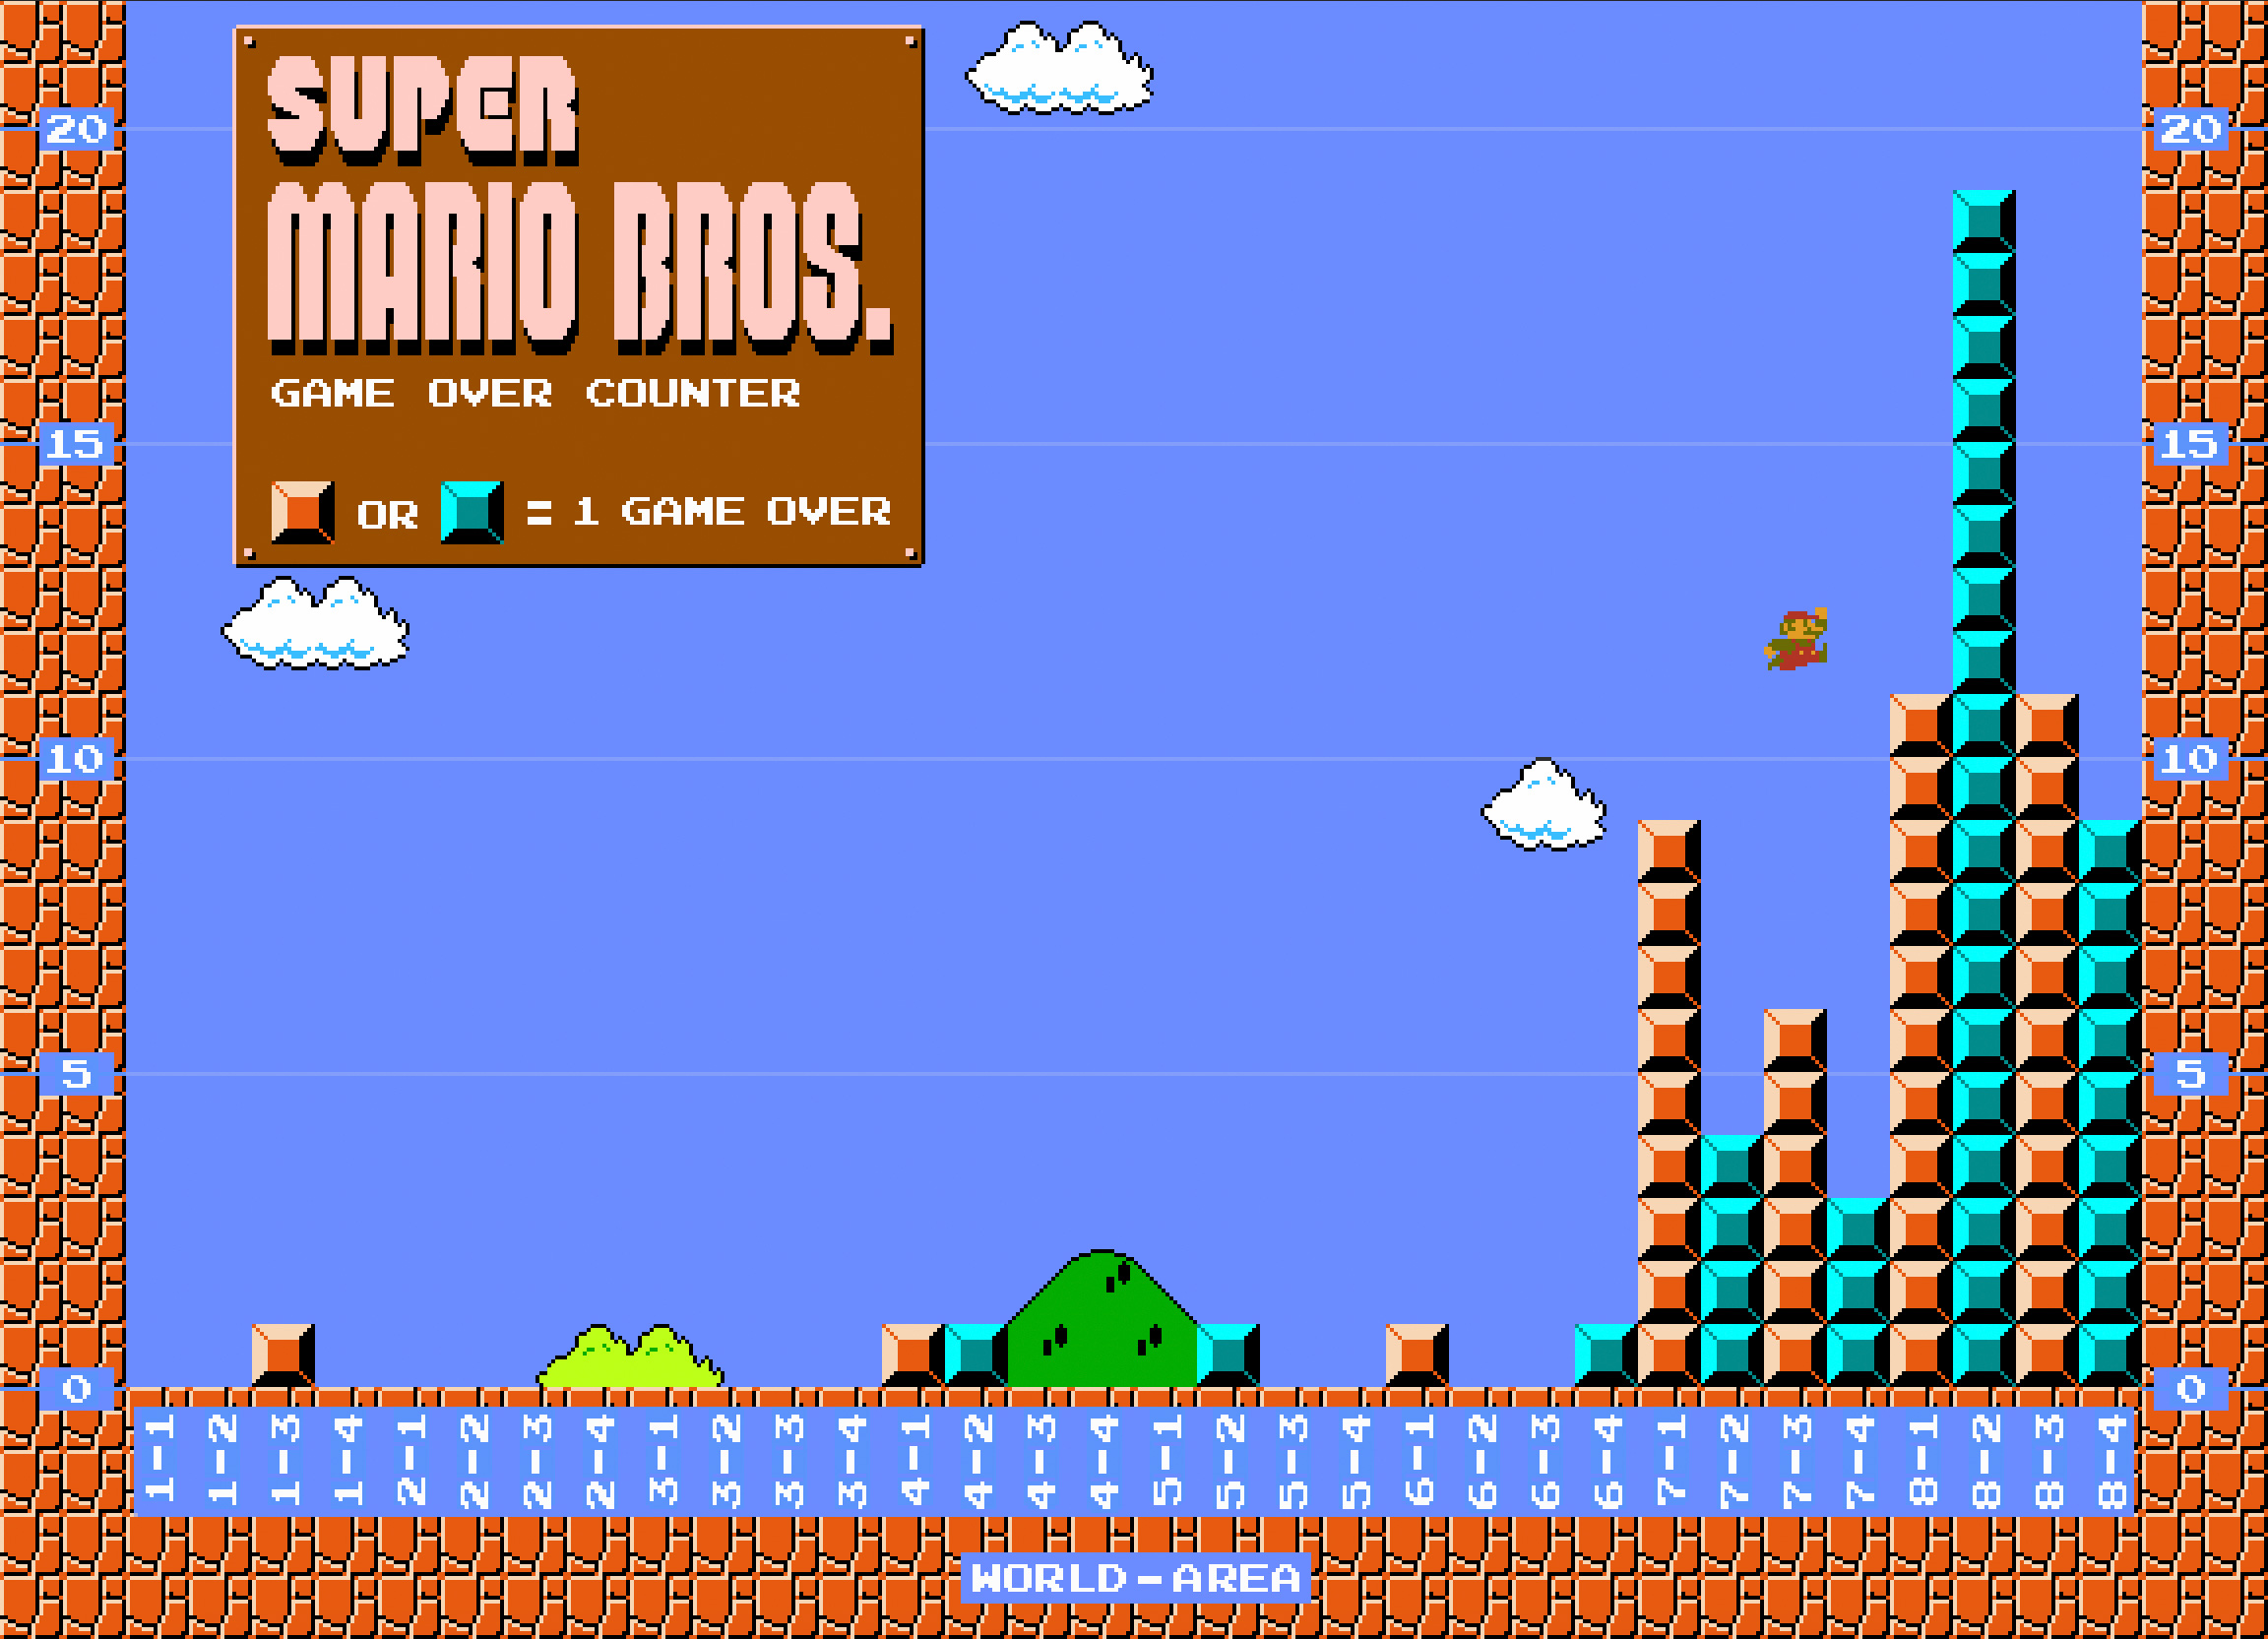 SUPER
MARIO BROS.
GAME OVER COUNTER
OR = 1 GAME OVER
20 20
15 15
10 10
5 5
0 0
1-1 1-2 1-3 1-4 2-1 2-2 2-3 2-4 3-1 3-2 3-3 3-4 4-1 4-2 4-3 4-4 5-1 5-2 5-3 5-4 6-1 6-2 6-3 6-4 7-1 7-2 7-3 7-4 8-1 8-2 8-3 8-4
WORLD-AREA